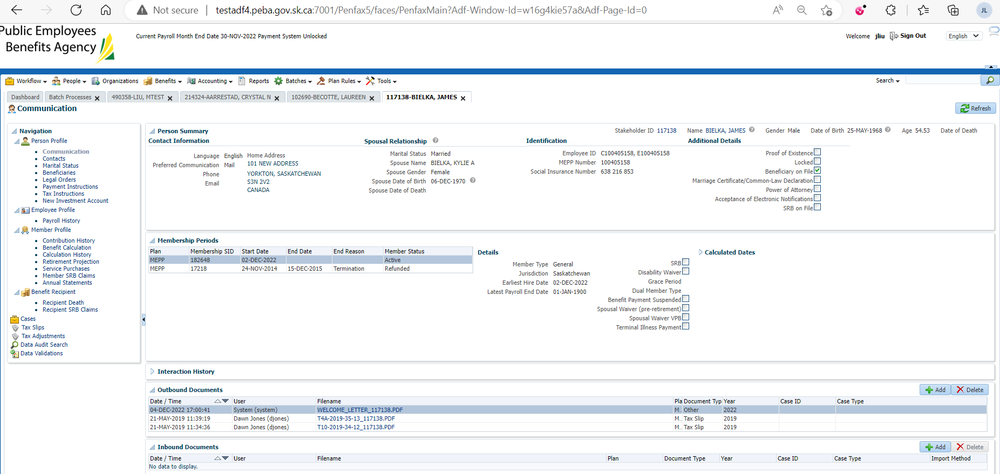 Not secure | testadf4.peba.gov.sk.ca:7001/Penfax5/faces/PenfaxMain?Adf-Window-Id=w16g4kie57a&Adf-Page-Id=0
JL
Public Employees
Benefits Agency
Current Payroll Month End Date 30-NOV-2022 Payment System Unlocked
Welcome jliu Sign Out English
Workflow People Organizations Benefits Accounting Reports Batches Plan Rules Tools Search
Dashboard Batch Processes 490358-LIU, MTEST 214324-AARRESTAD, CRYSTAL N 102690-BECOTTE, LAUREEN 117138-BIELKA, JAMES
Communication
Refresh
Navigation
Person Profile
Communication
Contacts
Marital Status
Beneficiaries
Legal Orders
Payment Instructions
Tax Instructions
New Investment Account
Employee Profile
Payroll History
Member Profile
Contribution History
Benefit Calculation
Calculation History
Retirement Projection
Service Purchases
Member SRB Claims
Annual Statements
Benefit Recipient
Recipient Death
Recipient SRB Claims
Cases
Tax Slips
Tax Adjustments
Data Audit Search
Data Validations
Person Summary
Stakeholder ID 117138 Name BIELKA, JAMES Gender Male Date of Birth 25-MAY-1968 Age 54.53 Date of Death
Contact Information
Language English
Preferred Communication Mail
Phone
Email
Home Address
101 NEW ADDRESS
YORKTON, SASKATCHEWAN
S3N 2V2
CANADA
Spousal Relationship
Marital Status Married
Spouse Name BIELKA, KYLIE A
Spouse Gender Female
Spouse Date of Birth 06-DEC-1970
Spouse Date of Death
Identification
Employee ID C100405158, E100405158
MEPP Number 100405158
Social Insurance Number 638 216 853
Additional Details
Proof of Existence
Locked
Beneficiary on File
Marriage Certificate/Common-Law Declaration
Power of Attorney
Acceptance of Electronic Notifications
SRB on File
Membership Periods
Plan Membership SID Start Date End Date End Reason Member Status
MEPP 182648 02-DEC-2022 Active
MEPP 17218 24-NOV-2014 15-DEC-2015 Termination Refunded
Details
Member Type General
Jurisdiction Saskatchewan
Earliest Hire Date 02-DEC-2022
Latest Payroll End Date 01-JAN-1900
SRB
Disability Waiver
Grace Period
Dual Member Type
Benefit Payment Suspended
Spousal Waiver (pre-retirement)
Spousal Waiver VPB
Terminal Illness Payment
Calculated Dates
Interaction History
Outbound Documents
Add Delete
Date / Time User Filename Pla Document Typ Year Case ID Case Type
04-DEC-2022 17:00:41 System (system) WELCOME_LETTER_117138.PDF M.. Other 2022
21-MAY-2019 11:39:19 Dawn Jones (djones) T4A-2019-35-13_117138.PDF M.. Tax Slip 2019
21-MAY-2019 11:34:36 Dawn Jones (djones) T10-2019-34-12_117138.PDF M.. Tax Slip 2019
Inbound Documents
Add Delete
Date / Time User Filename Plan Document Type Year Case ID Case Type Import Method
No data to display.